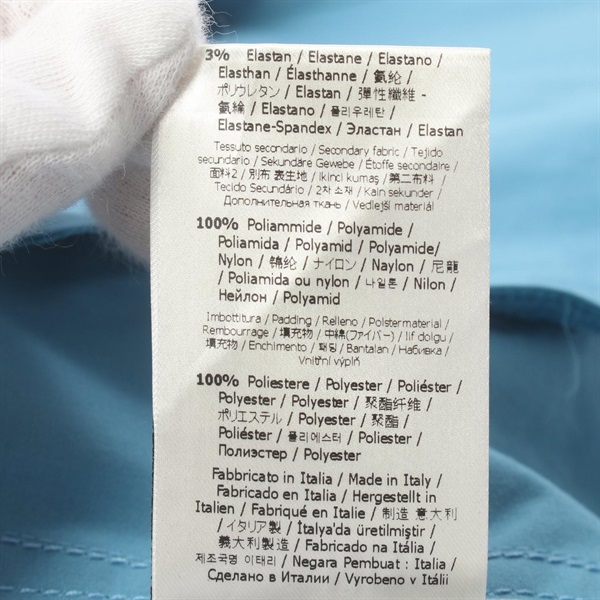 3% Elastan / Elastane / Elastano /
Elasthan / Élasthanne / 氨纶 /
ポリウレタン / Elastan / 彈性纖維 -
氨綸 / Elastano / 폴리우레탄 /
Elastane-Spandex / Эластан / Elastan
Tessuto secondario / Secondary fabric / Tejido
secundario / Sekundäre Gewebe / Étoffe secondaire /
面料2 / 別布 表生地 / Ikinci kumaş / 第二布料 /
Tecido Secundário / 2차 소재 / Kain sekunder /
Дополнительная ткань / Vedlejší materiál
100% Poliammide / Polyamide /
Poliamida / Polyamid / Polyamide/
Nylon / 锦纶 / ナイロン / Naylon / 尼龍
/ Poliamida ou nylon / 나일론 / Nilon /
Нейлон / Polyamid
Imbottitura / Padding / Relleno / Polstermaterial /
Rembourrage / 填充物 / 中綿(ファイバー) / lif dolgu /
填充物 / Enchimento / 패딩 / Bantalan / Набивка /
Vnitřní výplň
100% Poliestere / Polyester / Poliéster /
Polyester / Polyester / 聚酯纤维 /
ポリエステル / Polyester / 聚酯 /
Poliéster / 폴리에스터 / Poliester /
Полиэстер / Polyester
Fabbricato in Italia / Made in Italy /
Fabricado en Italia / Hergestellt in
Italien / Fabriqué en Italie / 制造 意大利
/ イタリア製 / İtalya'da üretilmiştir /
義大利製造 / Fabricado na Itália /
제조국명 이태리 / Negara Pembuat : Italia /
Сделано в Италии / Vyrobeno v Itálii